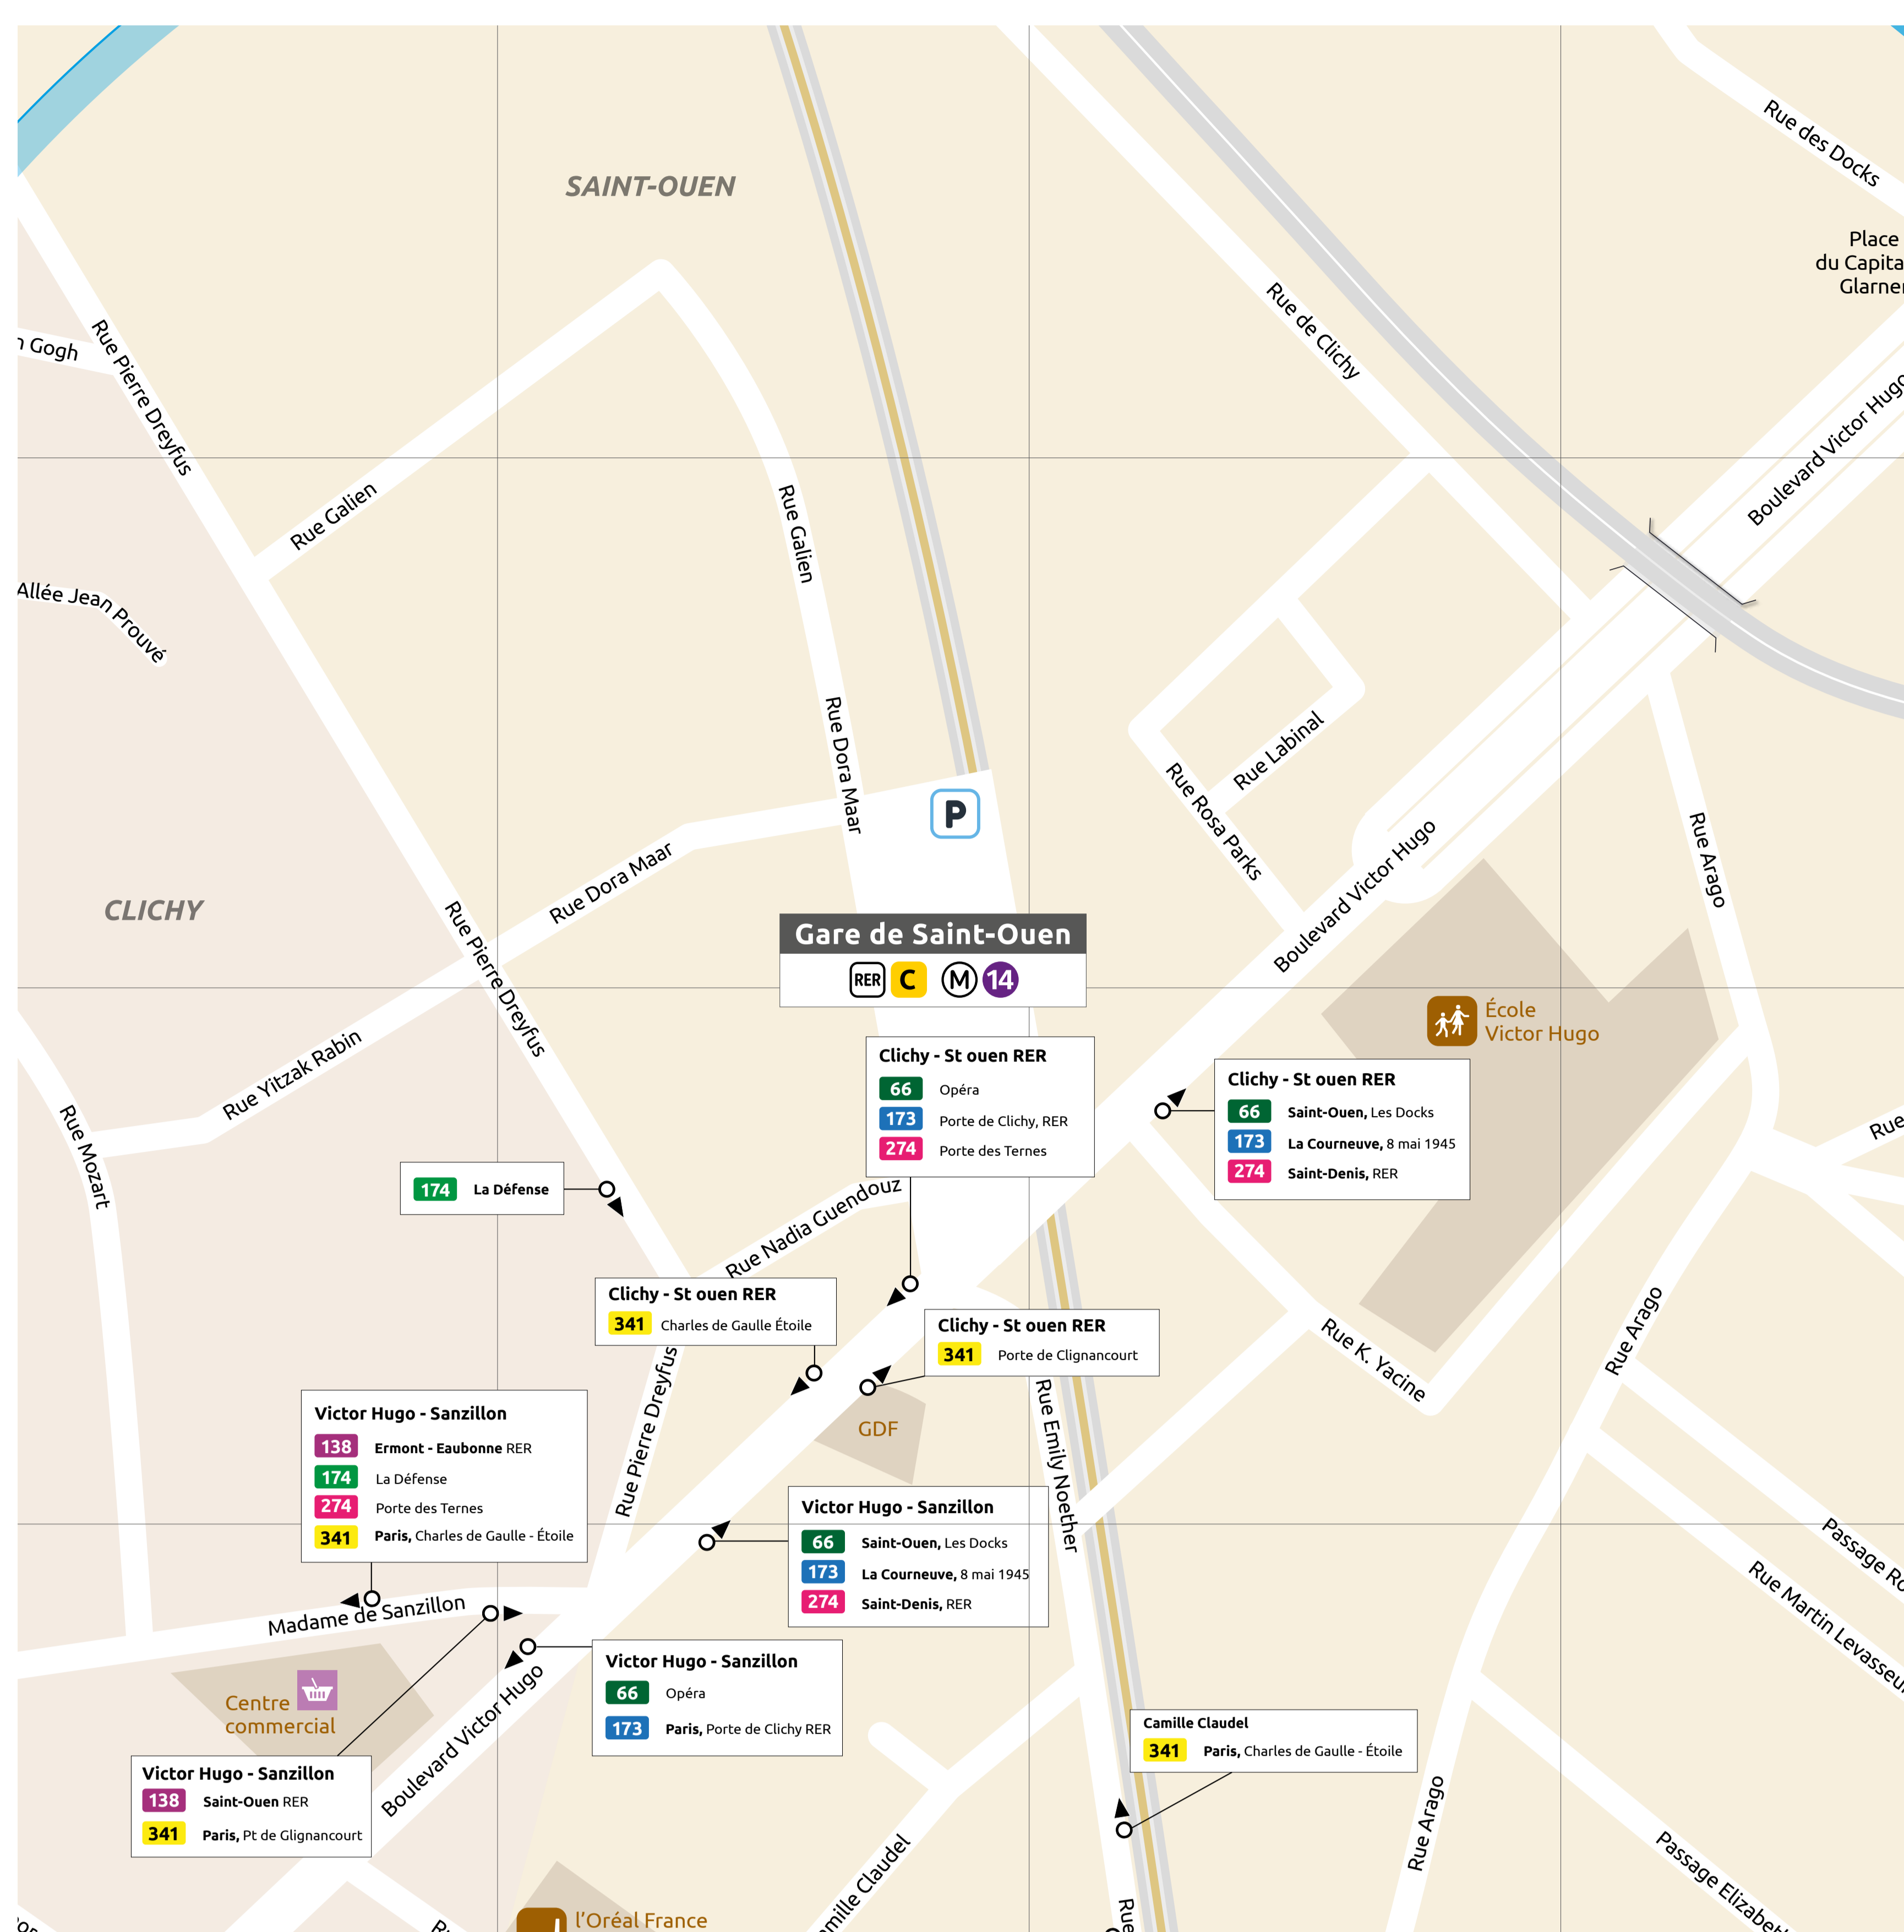 Rue des Docks
SAINT-OUEN
Place
du Capita
Glarner
Rue de Clichy
Rue Pierre Dreyfus
n Gogh
Boulevard Victor Hugo
Rue Galien
Rue Galien
Allée Jean Prouvé
Rue Dora Maar
Rue Labinal
Rue Rosa Parks
P
Rue Arago
Boulevard Victor Hugo
Rue Dora Maar
CLICHY
Rue Pierre Dreyfus
Gare de Saint-Ouen
RER C M 14
École
Victor Hugo
Rue Yitzak Rabin
Rue Mozart
Clichy - St ouen RER
66 Opéra
173 Porte de Clichy, RER
274 Porte des Ternes
Clichy - St ouen RER
66 Saint-Ouen, Les Docks
173 La Courneuve, 8 mai 1945
274 Saint-Denis, RER
Rue
174 La Défense
Rue Nadia Guendouz
Clichy - St ouen RER
341 Charles de Gaulle Étoile
Clichy - St ouen RER
341 Porte de Clignancourt
Rue K. Yacine
Rue Arago
Rue Pierre Dreyfus
GDF
Rue Emily Noether
Victor Hugo - Sanzillon
138 Ermont - Eaubonne RER
174 La Défense
274 Porte des Ternes
341 Paris, Charles de Gaulle - Étoile
Victor Hugo - Sanzillon
66 Saint-Ouen, Les Docks
173 La Courneuve, 8 mai 1945
274 Saint-Denis, RER
Passage Ro
Rue Martin Levasseur
Madame de Sanzillon
Centre
commercial
Victor Hugo - Sanzillon
66 Opéra
173 Paris, Porte de Clichy RER
Boulevard Victor Hugo
Camille Claudel
341 Paris, Charles de Gaulle - Étoile
Victor Hugo - Sanzillon
138 Saint-Ouen RER
341 Paris, Pt de Glignancourt
Rue Arago
amille Claudel
Passage Elizabet
Rue
l'Oréal France